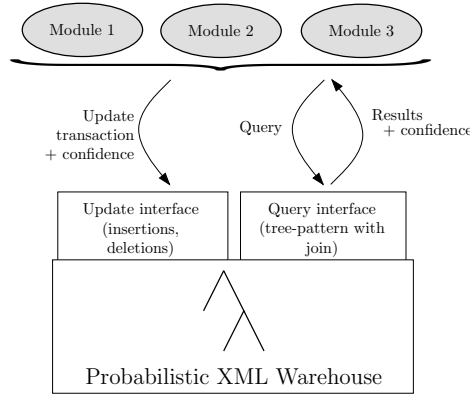 Module 1
Module 2
Module 3
Update
transaction
+ confidence
Query
Results
+ confidence
Update interface
(insertions,
deletions)
Query interface
(tree-pattern with
join)
Probabilistic XML Warehouse